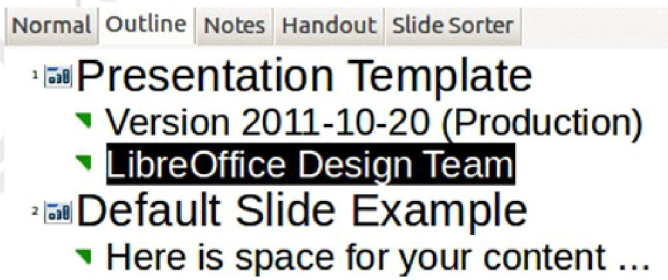 Normal Outline Notes Handout Slide Sorter
1 Presentation Template
Version 2011-10-20 (Production)
LibreOffice Design Team
2 Default Slide Example
Here is space for your content ...